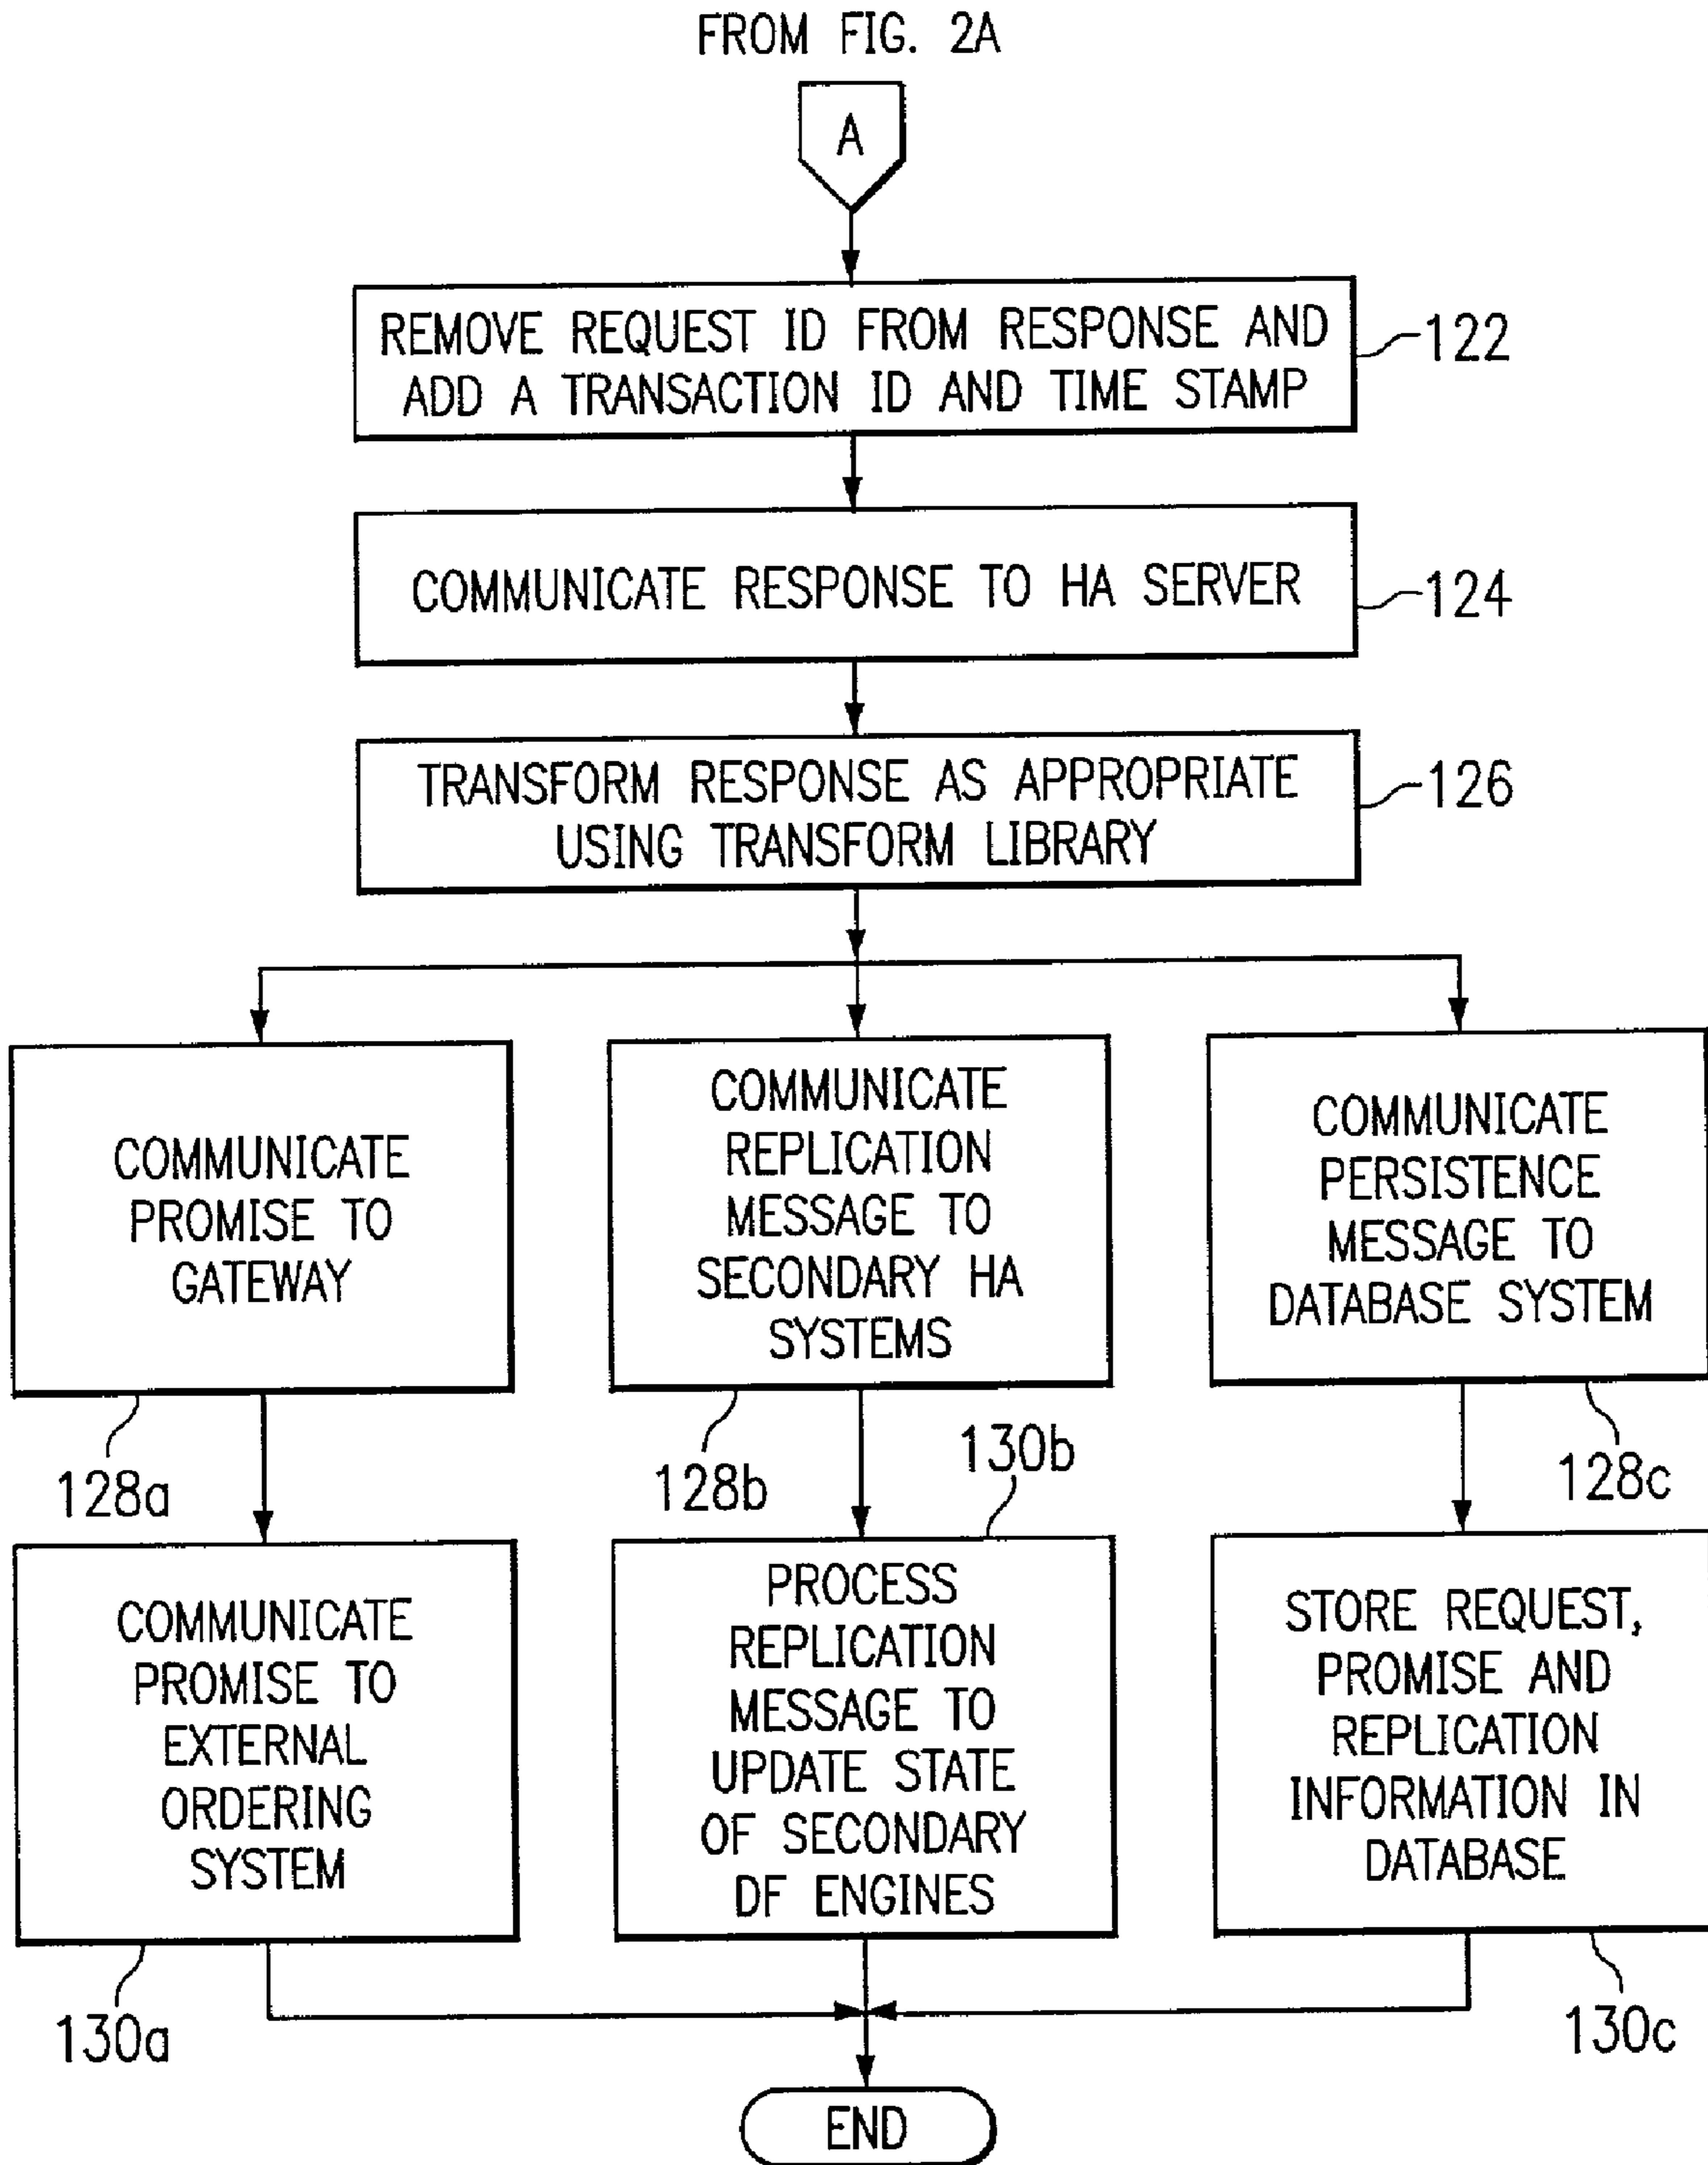 FROM FIG. 2A
A
REMOVE REQUEST ID FROM RESPONSE AND
ADD A TRANSACTION ID AND TIME STAMP
122
COMMUNICATE RESPONSE TO HA SERVER
124
TRANSFORM RESPONSE AS APPROPRIATE
USING TRANSFORM LIBRARY
126
COMMUNICATE
PROMISE TO
GATEWAY
128a
COMMUNICATE
REPLICATION
MESSAGE TO
SECONDARY HA
SYSTEMS
128b
COMMUNICATE
PERSISTENCE
MESSAGE TO
DATABASE SYSTEM
128c
COMMUNICATE
PROMISE TO
EXTERNAL
ORDERING
SYSTEM
130a
130b
PROCESS
REPLICATION
MESSAGE TO
UPDATE STATE
OF SECONDARY
DF ENGINES
STORE REQUEST,
PROMISE AND
REPLICATION
INFORMATION IN
DATABASE
130c
END